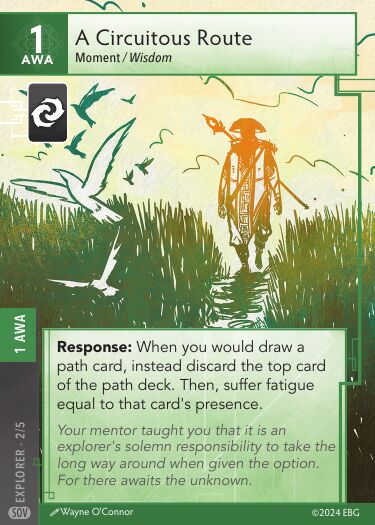 1
AWA
A Circuitous Route
Moment / Wisdom
1 AWA
Response: When you would draw a
path card, instead discard the top card
of the path deck. Then, suffer fatigue
equal to that card's presence.
Your mentor taught you that it is an
explorer's solemn responsibility to take the
long way around when given the option.
For there awaits the unknown.
SOV EXPLORER - 2/5
Wayne O'Connor
©2024 EBG